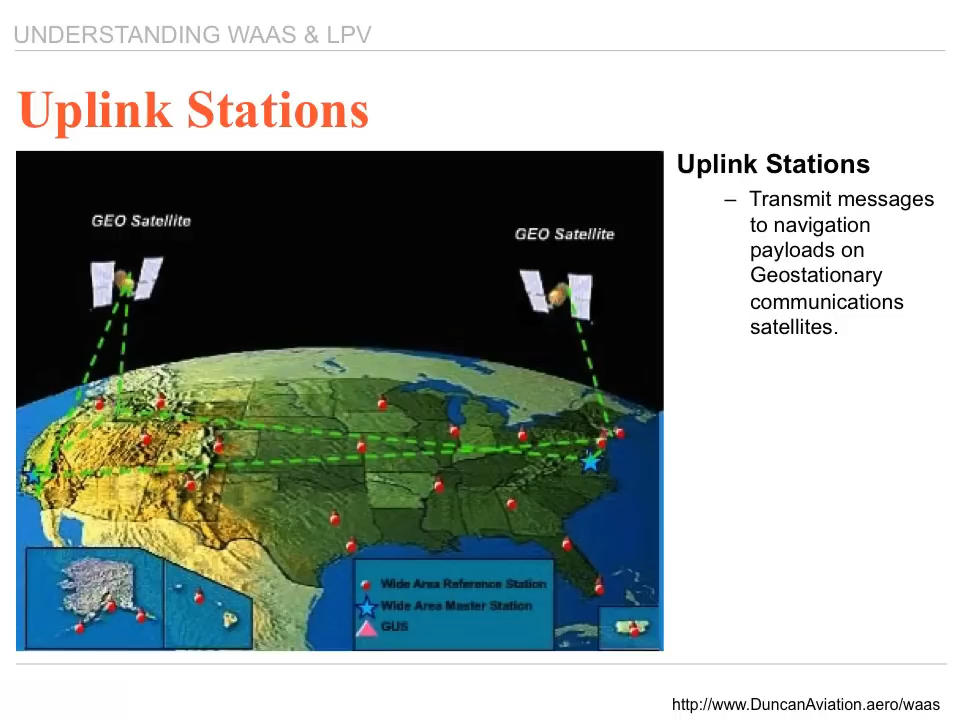 UNDERSTANDING WAAS & LPV
Uplink Stations
GEO Satellite
GEO Satellite
Wide Area Reference Station
Wide Area Master Station
GUS
Uplink Stations
– Transmit messages
to navigation
payloads on
Geostationary
communications
satellites.
http://www.DuncanAviation.aero/waas